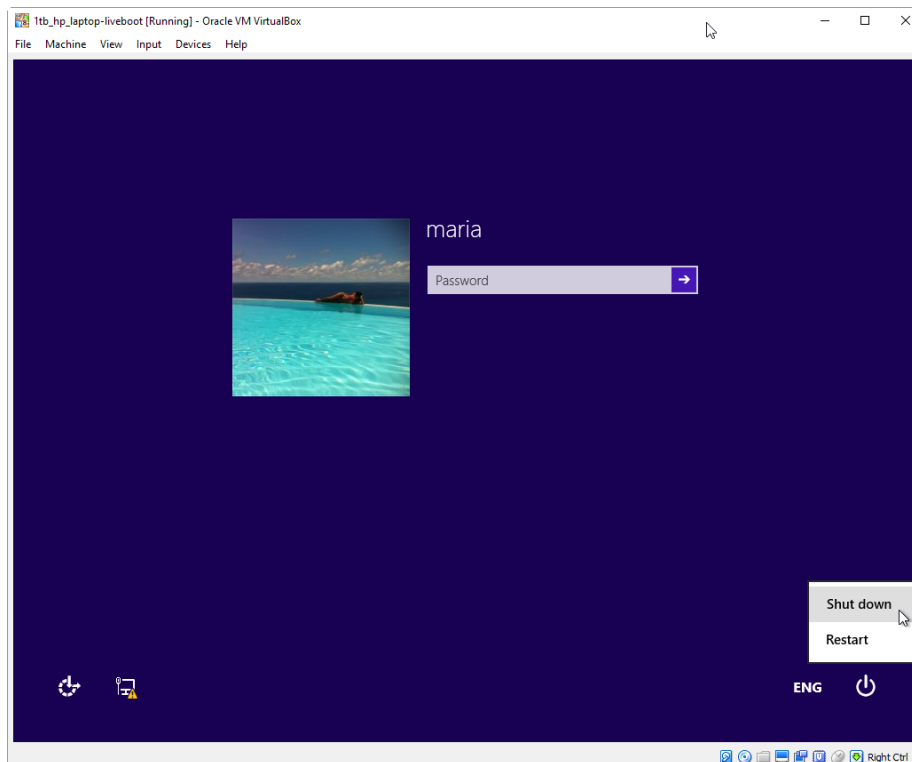 1tb_hp_laptop-liveboot [Running] - Oracle VM VirtualBox
File Machine View Input Devices Help
maria
Password
Shut down
Restart
ENG
Right Ctrl